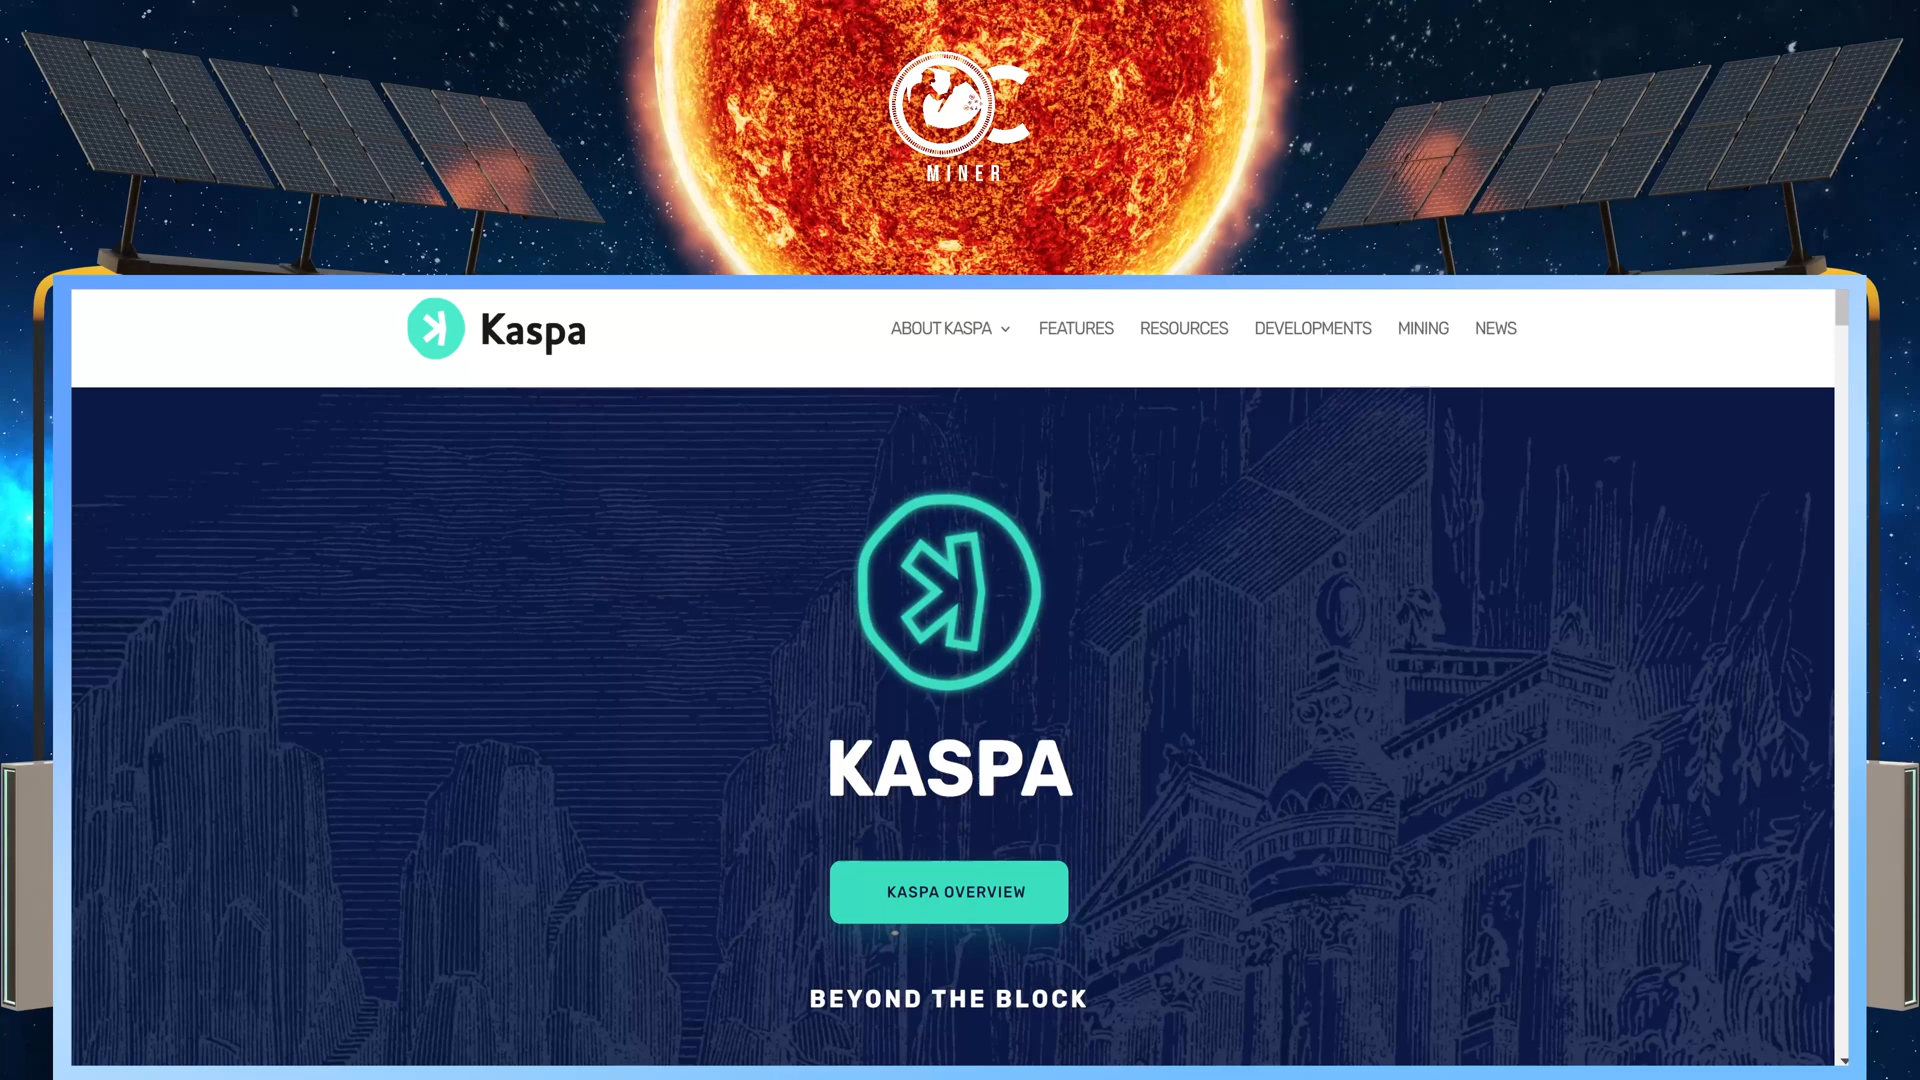 C
MINER
Kaspa
ABOUT KASPA
FEATURES
RESOURCES
DEVELOPMENTS
MINING
NEWS
KASPA
KASPA OVERVIEW
BEYOND THE BLOCK